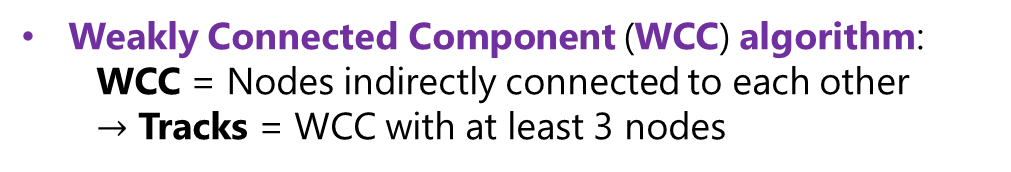 • Weakly Connected Component (WCC) algorithm:
WCC = Nodes indirectly connected to each other
→ Tracks = WCC with at least 3 nodes